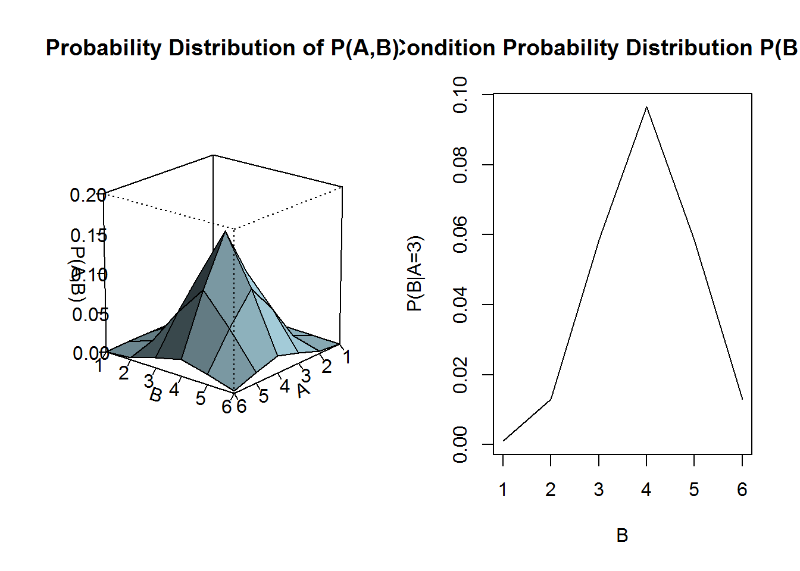 Probability Distribution of P(A,B)
Condition Probability Distribution P(B
0.20
0.15
0.10
0.05
0.00
P(A,B)
1
2
3
4
5
6
B
6
5
4
3
2
1
A
0.10
0.08
0.06
0.04
0.02
0.00
P(B|A=3)
1 2 3 4 5 6
B